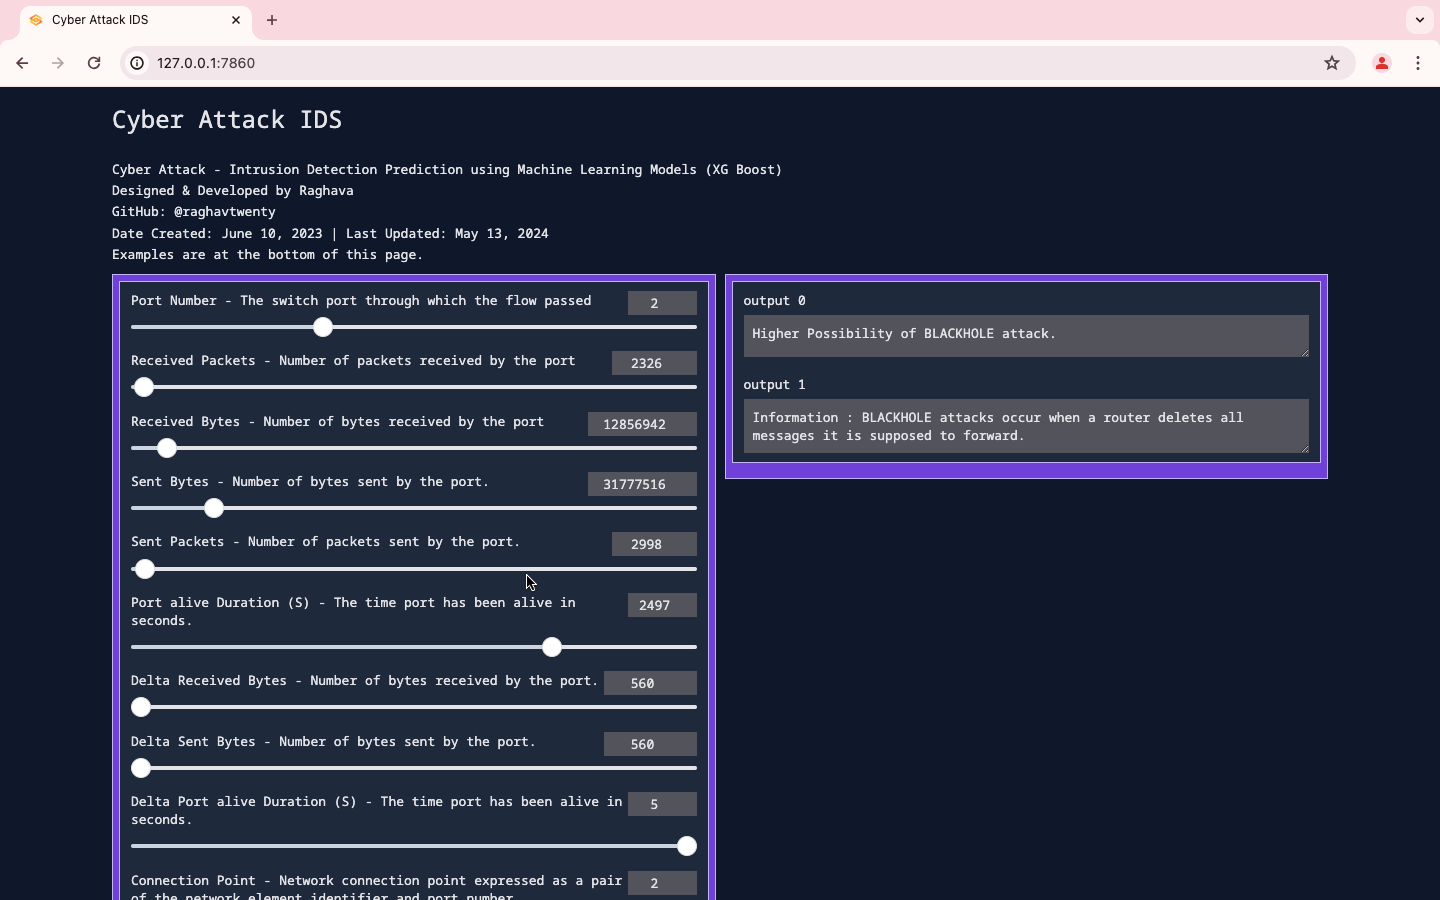 Cyber Attack IDS
127.0.0.1:7860
Cyber Attack IDS
Cyber Attack - Intrusion Detection Prediction using Machine Learning Models (XG Boost)
Designed & Developed by Raghava
GitHub: @raghavtwenty
Date Created: June 10, 2023 | Last Updated: May 13, 2024
Examples are at the bottom of this page.
Port Number - The switch port through which the flow passed
2
Received Packets - Number of packets received by the port
2326
Received Bytes - Number of bytes received by the port
12856942
Sent Bytes - Number of bytes sent by the port.
31777516
Sent Packets - Number of packets sent by the port.
2998
Port alive Duration (S) - The time port has been alive in
seconds.
2497
Delta Received Bytes - Number of bytes received by the port.
560
Delta Sent Bytes - Number of bytes sent by the port.
560
Delta Port alive Duration (S) - The time port has been alive in
seconds.
5
Connection Point - Network connection point expressed as a pair
of the network element identifier and port number.
2
output 0
Higher Possibility of BLACKHOLE attack.
output 1
Information : BLACKHOLE attacks occur when a router deletes all
messages it is supposed to forward.